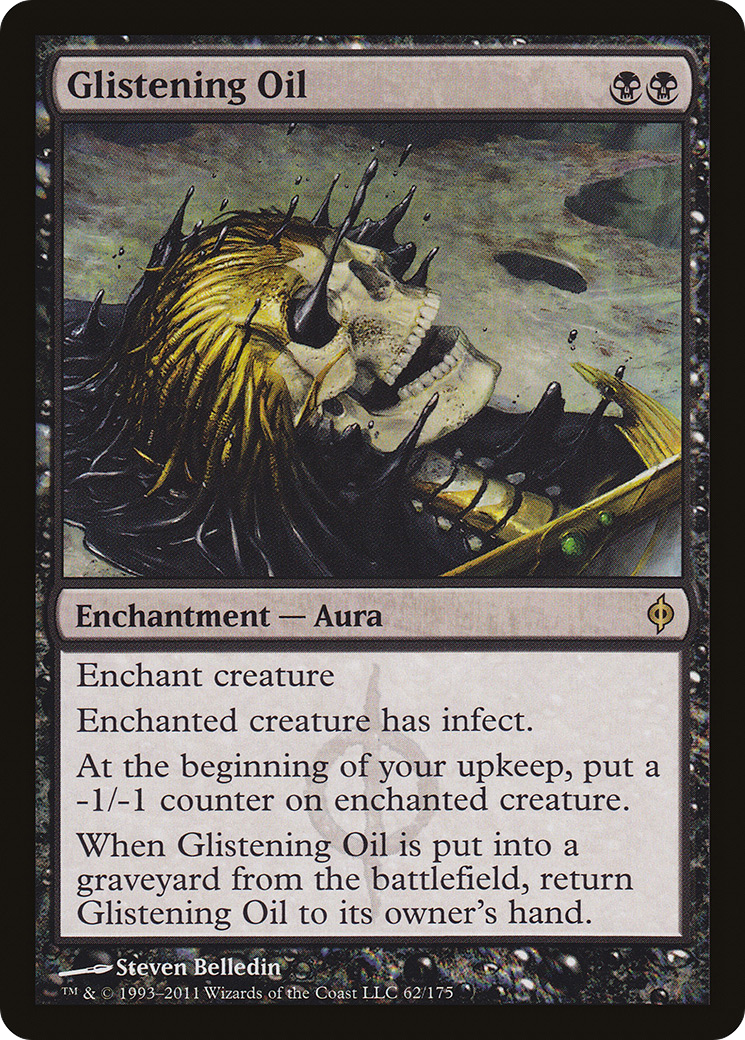 Glistening Oil
Enchantment — Aura
Enchant creature
Enchanted creature has infect.
At the beginning of your upkeep, put a
-1/-1 counter on enchanted creature.
When Glistening Oil is put into a
graveyard from the battlefield, return
Glistening Oil to its owner's hand.
Steven Belledin
™ & © 1993–2011 Wizards of the Coast LLC 62/175